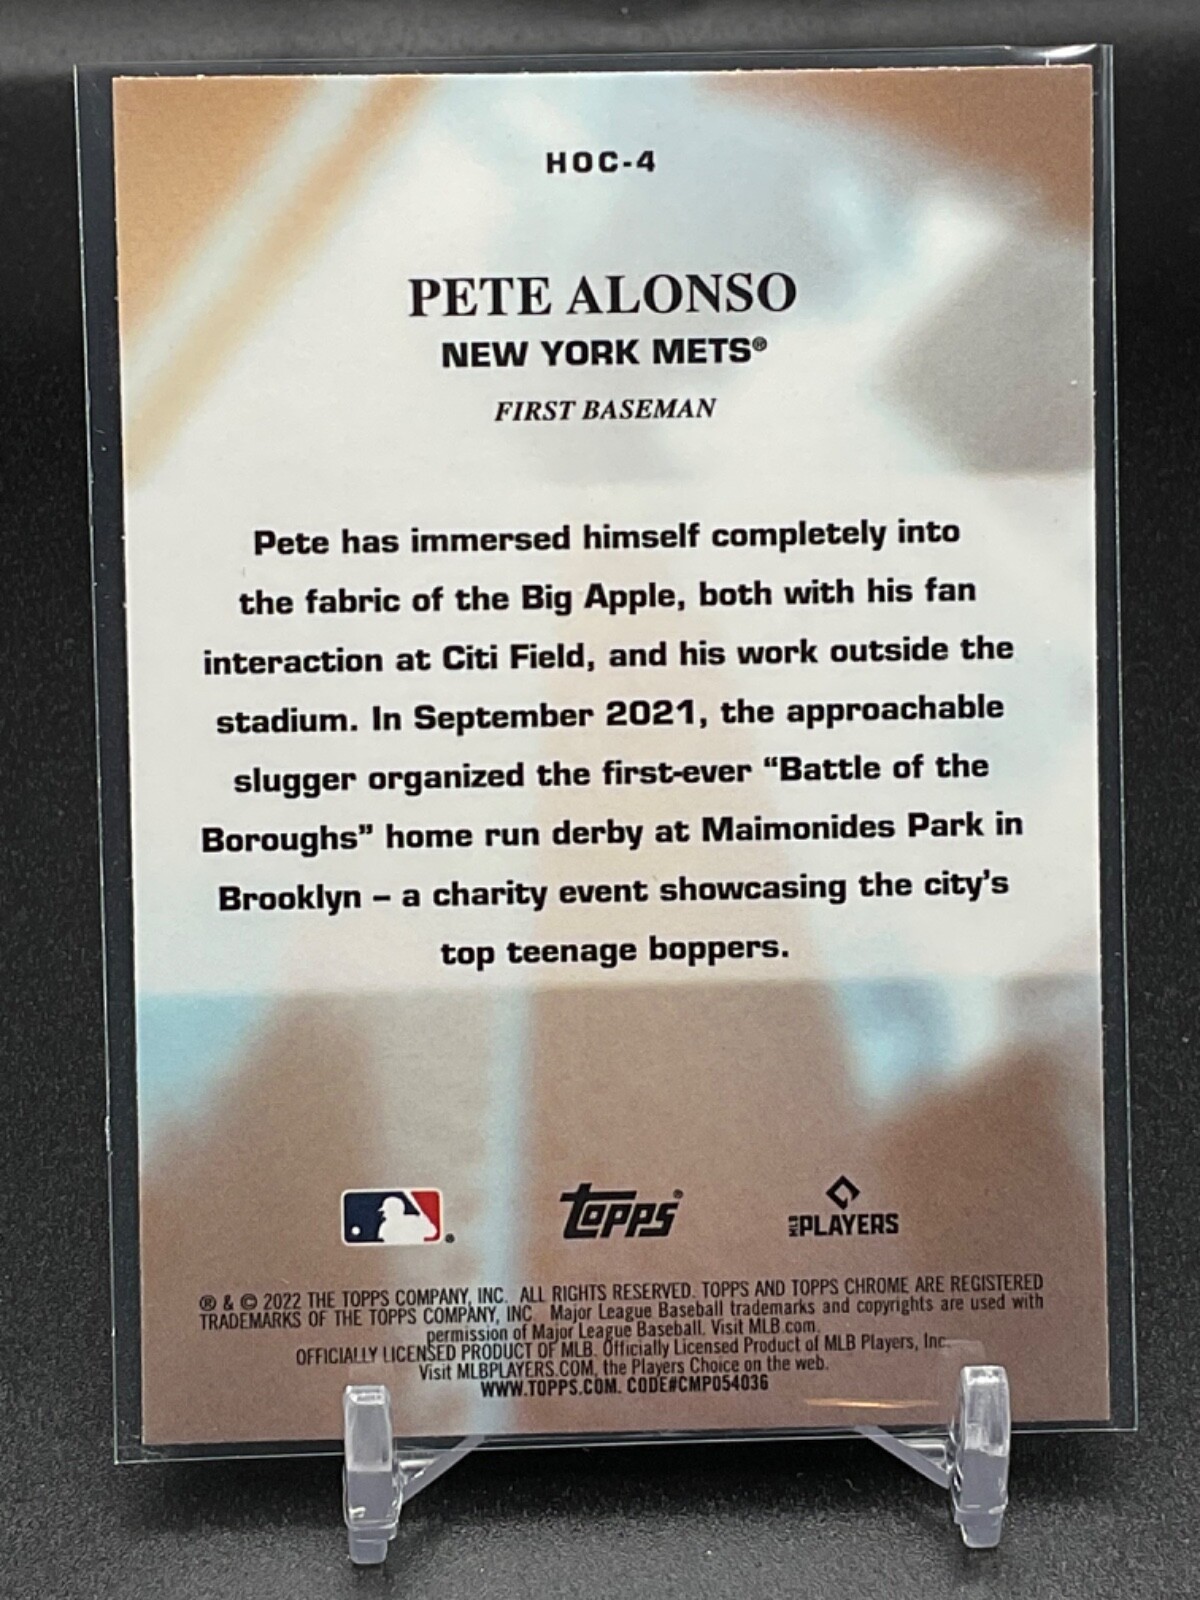 HOC-4
PETE ALONSO
NEW YORK METS®
FIRST BASEMAN
Pete has immersed himself completely into
the fabric of the Big Apple, both with his fan
interaction at Citi Field, and his work outside the
stadium. In September 2021, the approachable
slugger organized the first-ever “Battle of the
Boroughs” home run derby at Maimonides Park in
Brooklyn – a charity event showcasing the city’s
top teenage boppers.
topps®
MLB PLAYERS
® & © 2022 THE TOPPS COMPANY, INC. ALL RIGHTS RESERVED. TOPPS AND TOPPS CHROME ARE REGISTERED
TRADEMARKS OF THE TOPPS COMPANY, INC. Major League Baseball trademarks and copyrights are used with
permission of Major League Baseball. Visit MLB.com.
OFFICIALLY LICENSED PRODUCT OF MLB. Officially Licensed Product of MLB Players, Inc.
Visit MLBPLAYERS.COM, the Players Choice on the web.
WWW.TOPPS.COM. CODE#CMP054036